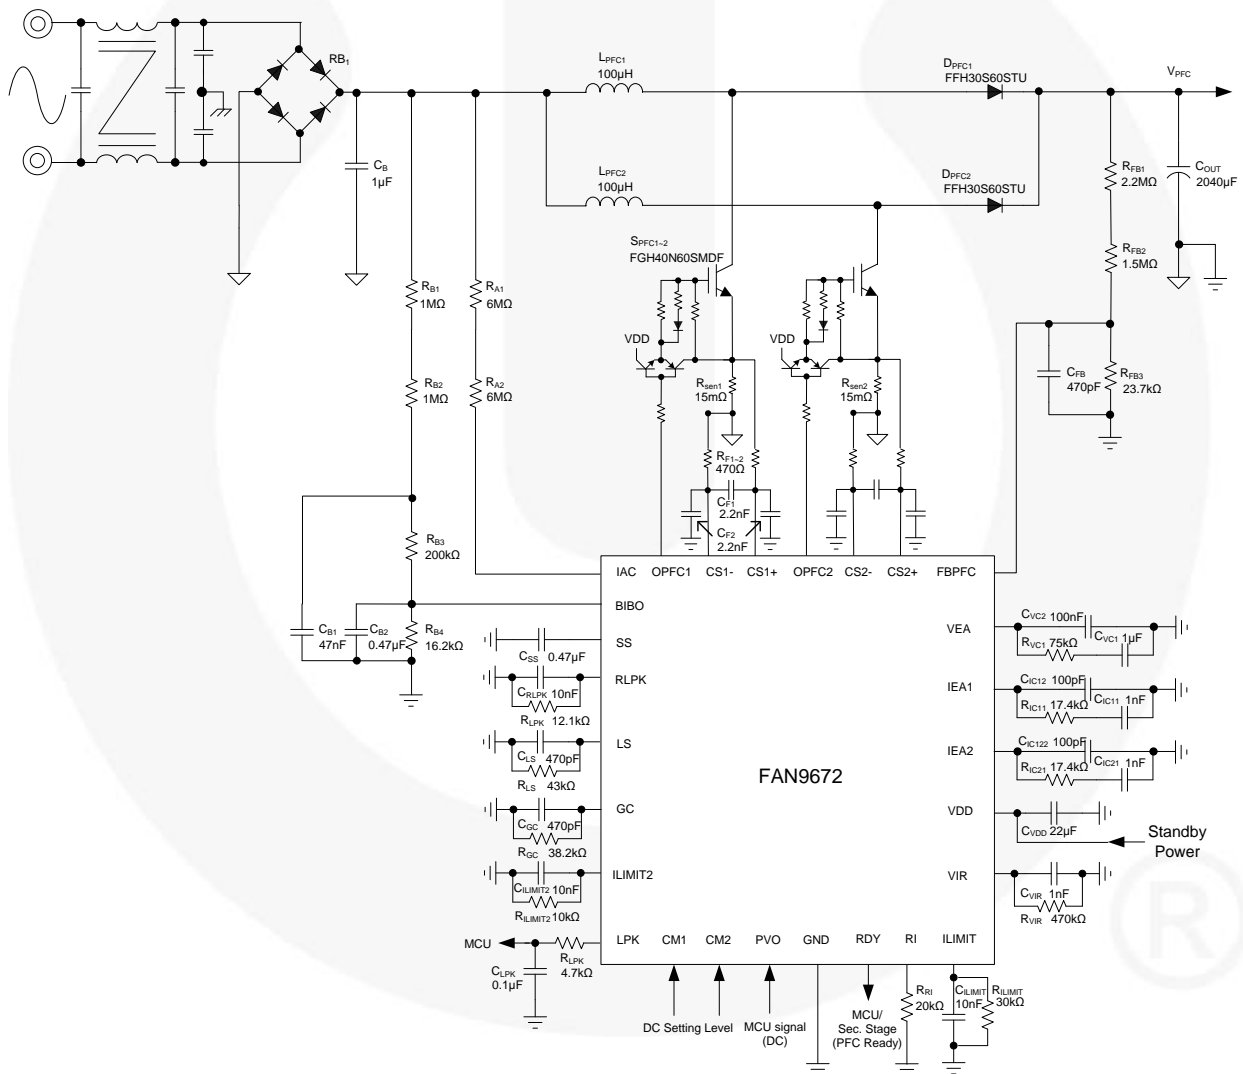 RB1
LPFC1
100µH
DPFC1
FFH30S60STU
VPFC
CB
1µF
LPFC2
100µH
DPFC2
FFH30S60STU
RFB1
2.2MΩ
COUT
2040µF
SPFC1~2
FGH40N60SMDF
RFB2
1.5MΩ
RB1
1MΩ
RA1
6MΩ
VDD
VDD
RB2
1MΩ
RA2
6MΩ
Rsen1
15mΩ
Rsen2
15mΩ
CFB
470pF
RFB3
23.7kΩ
RF1~2
470Ω
CF1
2.2nF
CF2
2.2nF
RB3
200kΩ
IAC OPFC1 CS1- CS1+ OPFC2 CS2- CS2+ FBPFC
BIBO
CB1
47nF
CB2
0.47µF
RB4
16.2kΩ
SS
CSS 0.47µF
VEA
CVC2 100nF
CVC1 1µF
RVC1 75kΩ
RLPK
CRLPK 10nF
RLPK 12.1kΩ
IEA1
CIC12 100pF
CIC11 1nF
RIC11 17.4kΩ
LS
CLS 470pF
RLS 43kΩ
IEA2
CIC122 100pF
CIC21 1nF
RIC21 17.4kΩ
FAN9672
GC
CGC 470pF
RGC 38.2kΩ
VDD
CVDD 22µF
Standby
Power
ILIMIT2
CILIMIT2 10nF
RILIMIT2 10kΩ
VIR
CVIR 1nF
RVIR 470kΩ
MCU
LPK CM1 CM2 PVO GND RDY RI ILIMIT
RLPK
4.7kΩ
CLPK
0.1µF
RRI
20kΩ
CILIMIT
10nF
RILIMIT
30kΩ
DC Setting Level
MCU signal
(DC)
MCU/
Sec. Stage
(PFC Ready)
®